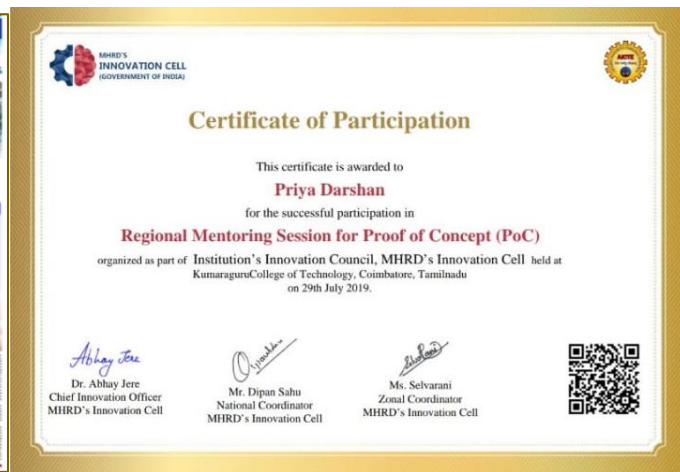 MHRD'S
INNOVATION CELL
(GOVERNMENT OF INDIA)
AICTE
Certificate of Participation
This certificate is awarded to
Priya Darshan
for the successful participation in
Regional Mentoring Session for Proof of Concept (PoC)
organized as part of Institution's Innovation Council, MHRD's Innovation Cell held at
KumaraguruCollege of Technology, Coimbatore, Tamilnadu
on 29th July 2019.
Abhay Jere
Dr. Abhay Jere
Chief Innovation Officer
MHRD's Innovation Cell
Mr. Dipan Sahu
National Coordinator
MHRD's Innovation Cell
Selvarani
Ms. Selvarani
Zonal Coordinator
MHRD's Innovation Cell